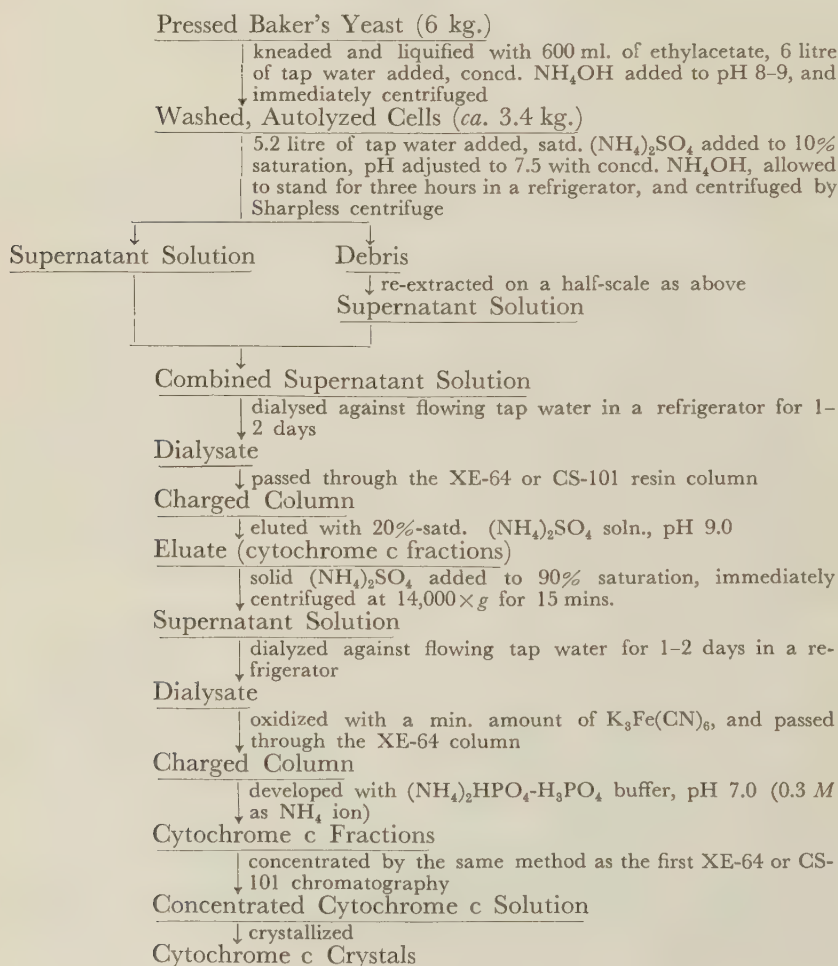 Pressed Baker's Yeast (6 kg.)
kneaded and liquified with 600 ml. of ethylacetate, 6 litre
of tap water added, concd. NH₄OH added to pH 8–9, and
immediately centrifuged
Washed, Autolyzed Cells (ca. 3.4 kg.)
5.2 litre of tap water added, satd. (NH₄)₂SO₄ added to 10%
saturation, pH adjusted to 7.5 with concd. NH₄OH, allowed
to stand for three hours in a refrigerator, and centrifuged by
Sharpless centrifuge
Supernatant Solution
Debris
re-extracted on a half-scale as above
Supernatant Solution
Combined Supernatant Solution
dialysed against flowing tap water in a refrigerator for 1–
2 days
Dialysate
passed through the XE-64 or CS-101 resin column
Charged Column
eluted with 20%-satd. (NH₄)₂SO₄ soln., pH 9.0
Eluate (cytochrome c fractions)
solid (NH₄)₂SO₄ added to 90% saturation, immediately
centrifuged at 14,000×g for 15 mins.
Supernatant Solution
dialyzed against flowing tap water for 1–2 days in a re-
frigerator
Dialysate
oxidized with a min. amount of K₃Fe(CN)₆, and passed
through the XE-64 column
Charged Column
developed with (NH₄)₂HPO₄-H₃PO₄ buffer, pH 7.0 (0.3 M
as NH₄ ion)
Cytochrome c Fractions
concentrated by the same method as the first XE-64 or CS-
101 chromatography
Concentrated Cytochrome c Solution
crystallized
Cytochrome c Crystals